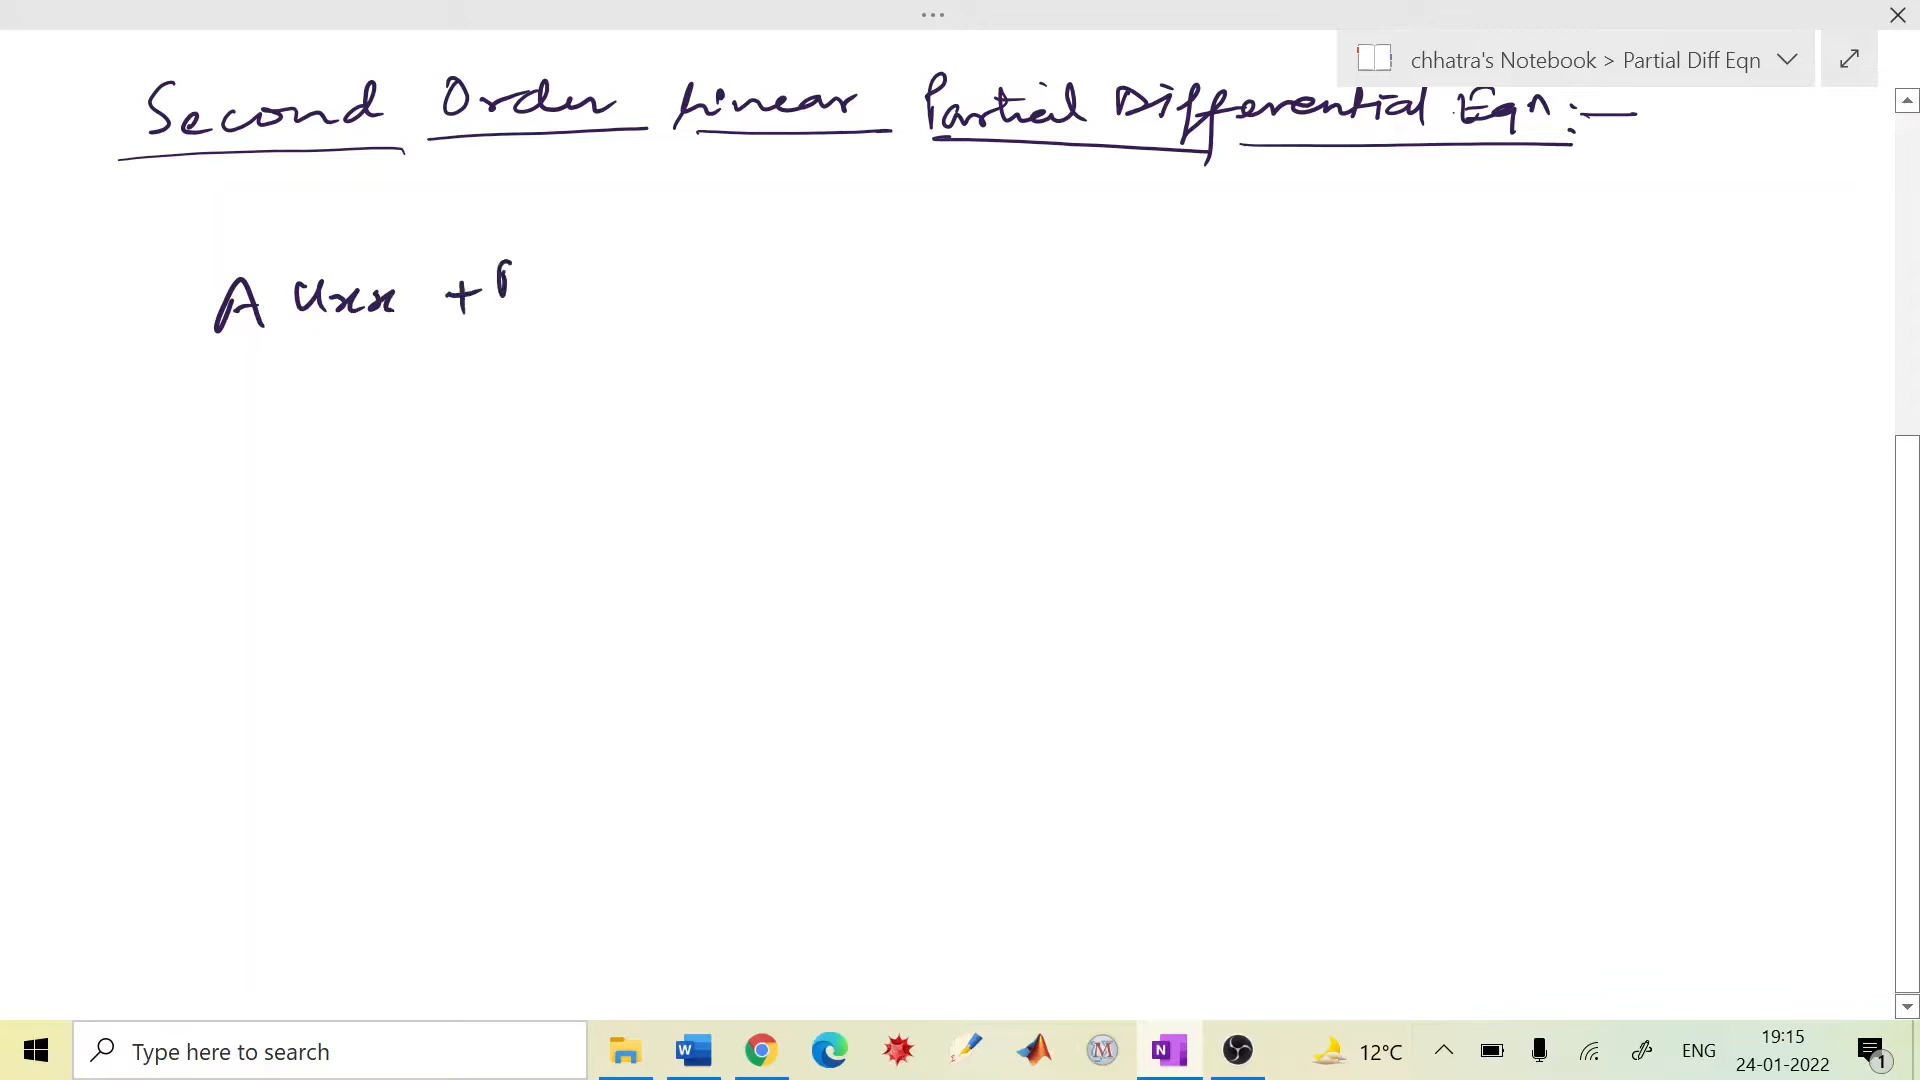 chhatra's Notebook > Partial Diff Eqn
Second Order Linear Partial Differential Eqn:—
A uxx +
Type here to search
12°C
ENG
19:15
24-01-2022
1